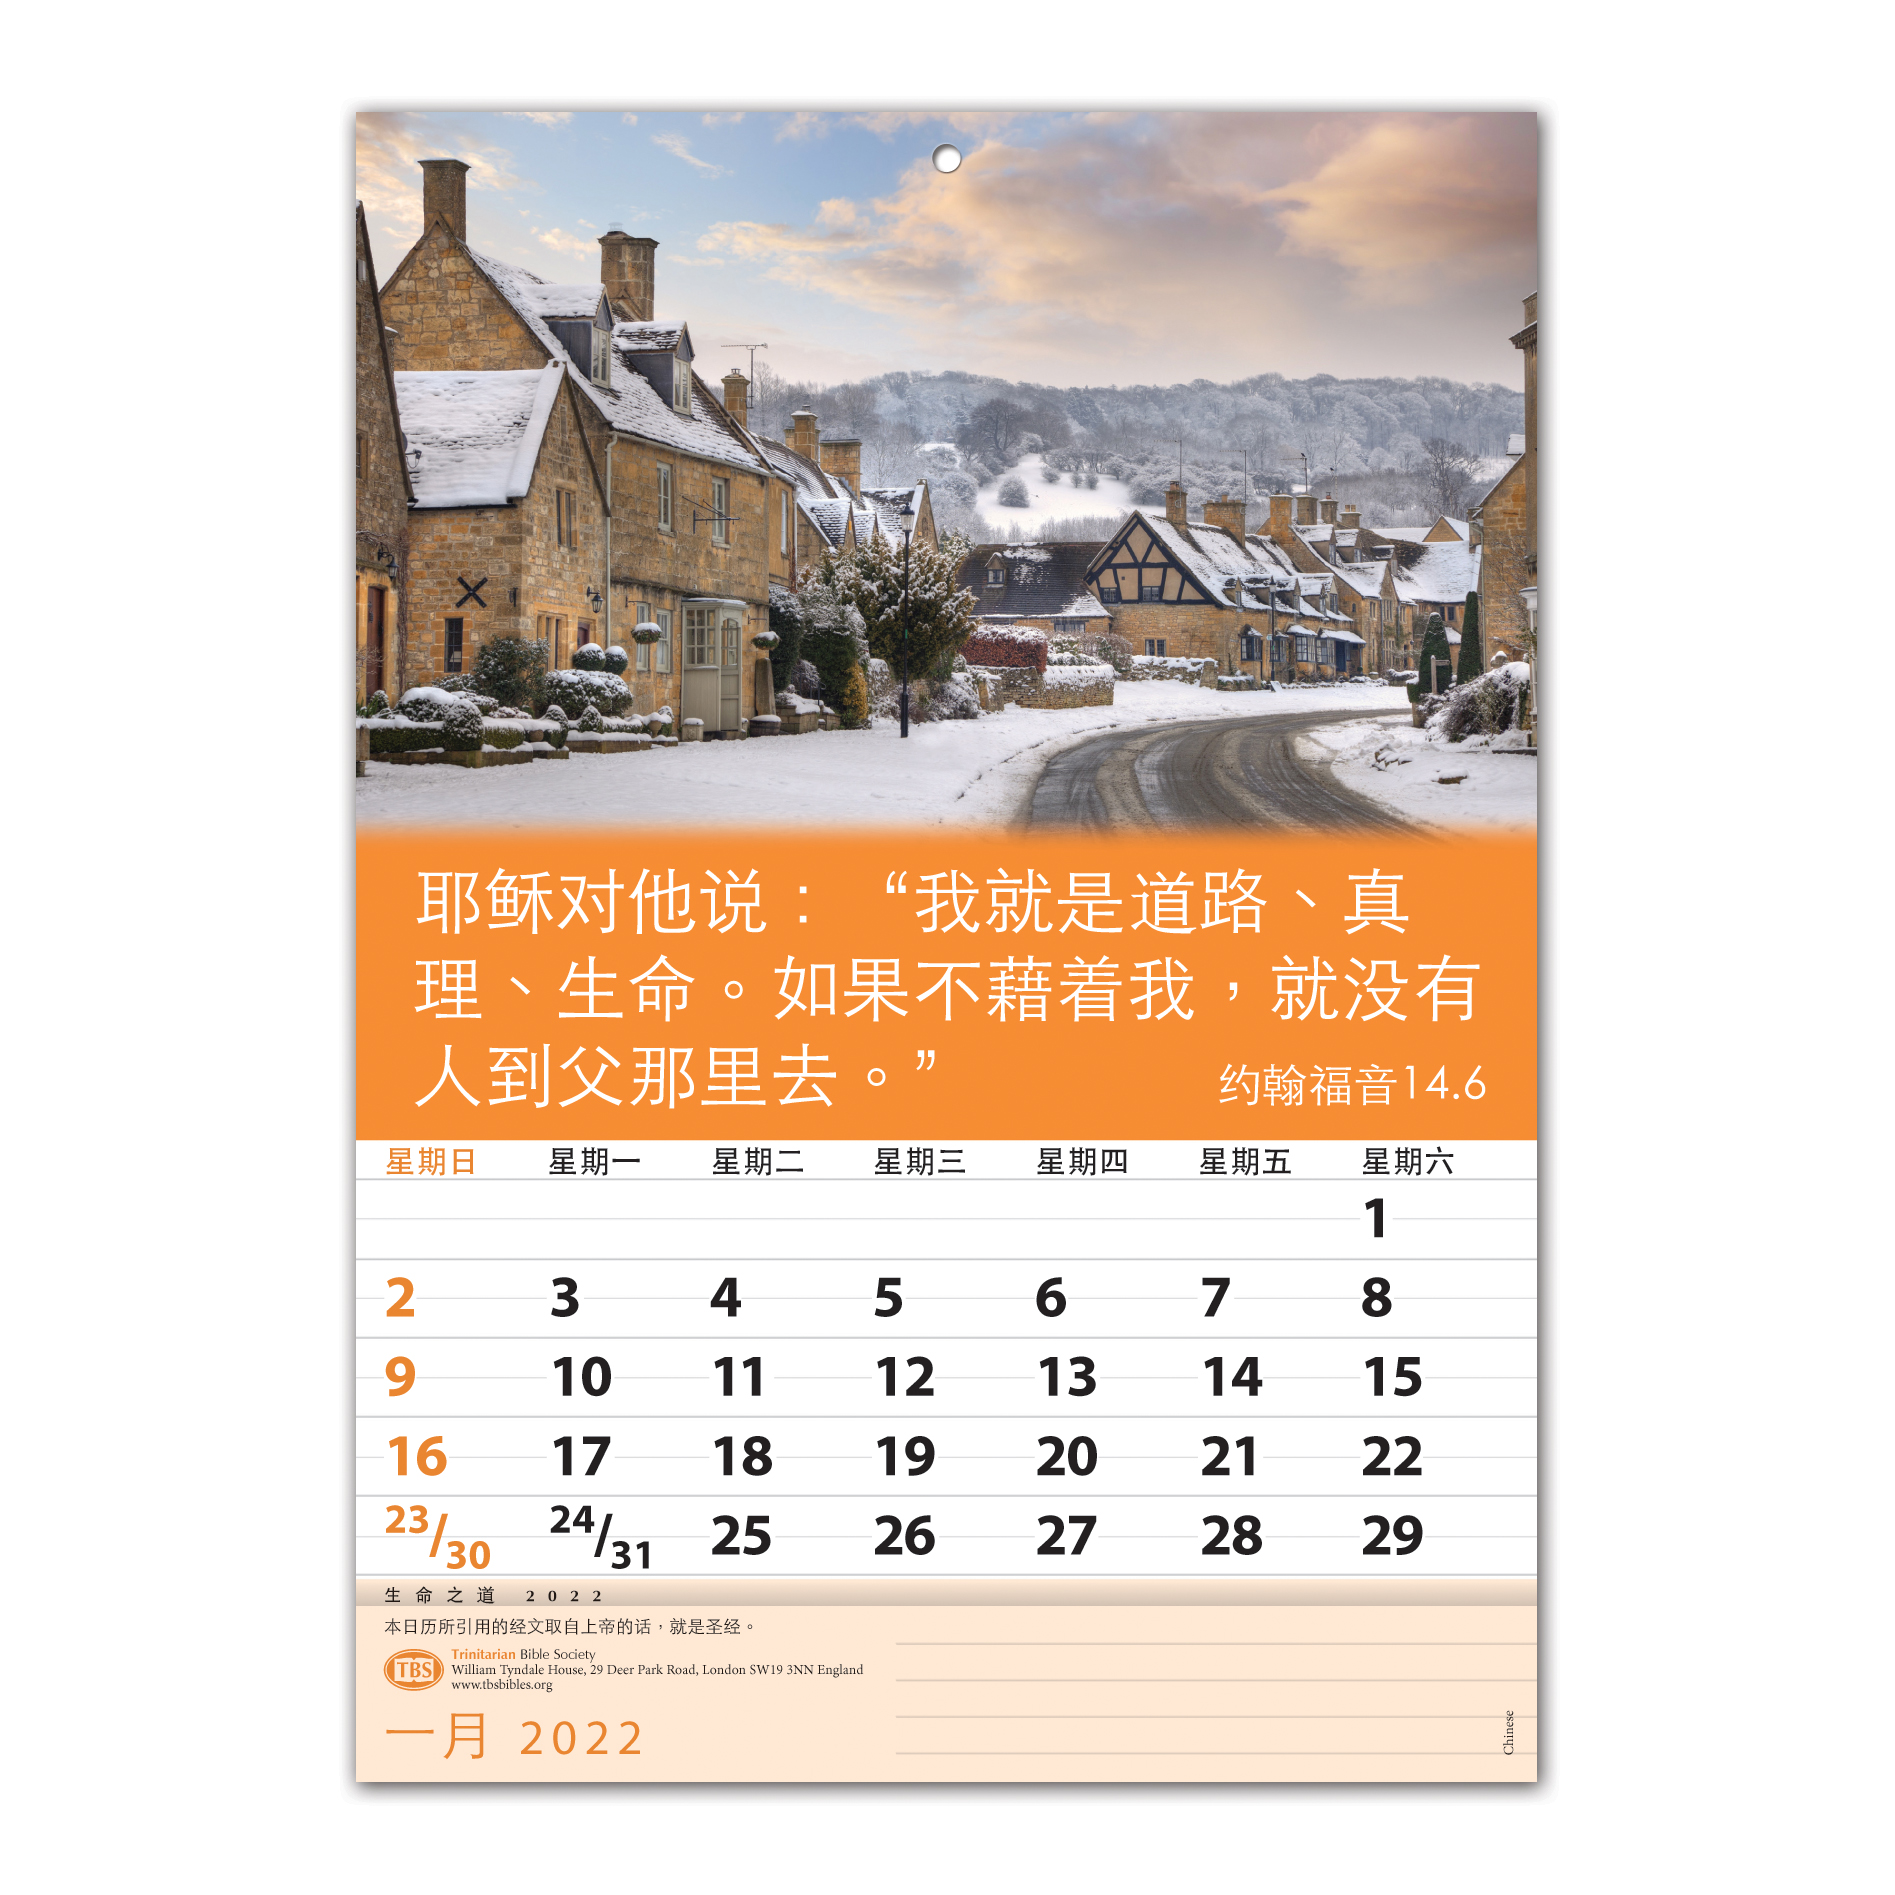 耶稣对他说：“我就是道路、真
理、生命。如果不藉着我，就没有
人到父那里去。”
约翰福音14.6
星期日 星期一 星期二 星期三 星期四 星期五 星期六
1
2 3 4 5 6 7 8
9 10 11 12 13 14 15
16 17 18 19 20 21 22
23/30 24/31 25 26 27 28 29
生命之道 2022
本日历所引用的经文取自上帝的话，就是圣经。
TBS
Trinitarian Bible Society
William Tyndale House, 29 Deer Park Road, London SW19 3NN England
www.tbsbibles.org
一月 2022
Chinese